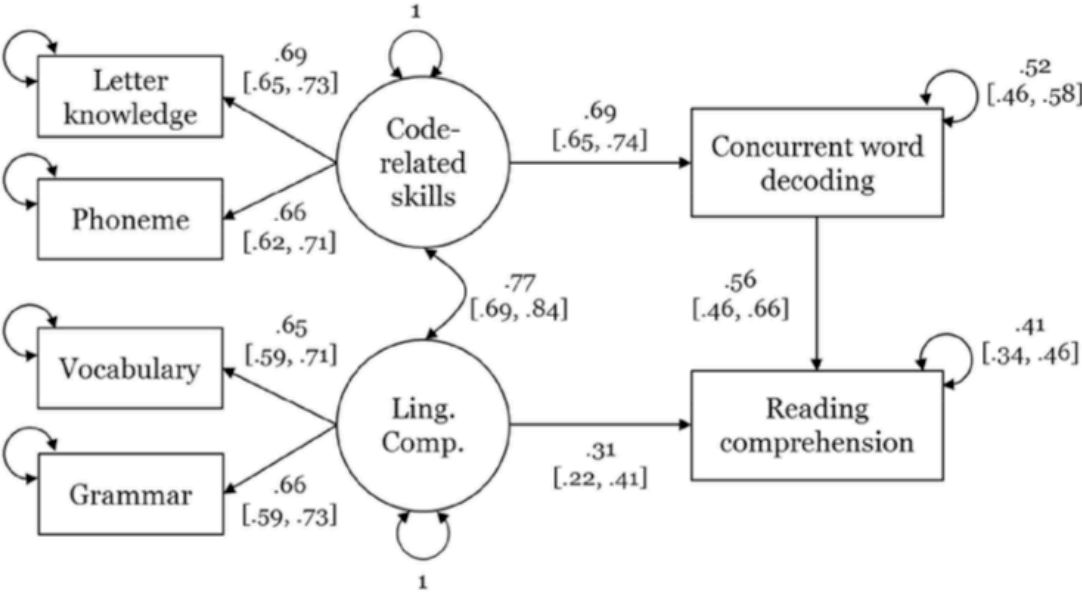 1
.69
[.65, .73]
Letter
knowledge
Code-
related
skills
.69
[.65, .74]
.52
[.46, .58]
Concurrent word
decoding
Phoneme
.66
[.62, .71]
.77
[.69, .84]
.56
[.46, .66]
.65
[.59, .71]
Vocabulary
.41
[.34, .46]
Ling.
Comp.
Reading
comprehension
.31
[.22, .41]
Grammar
.66
[.59, .73]
1